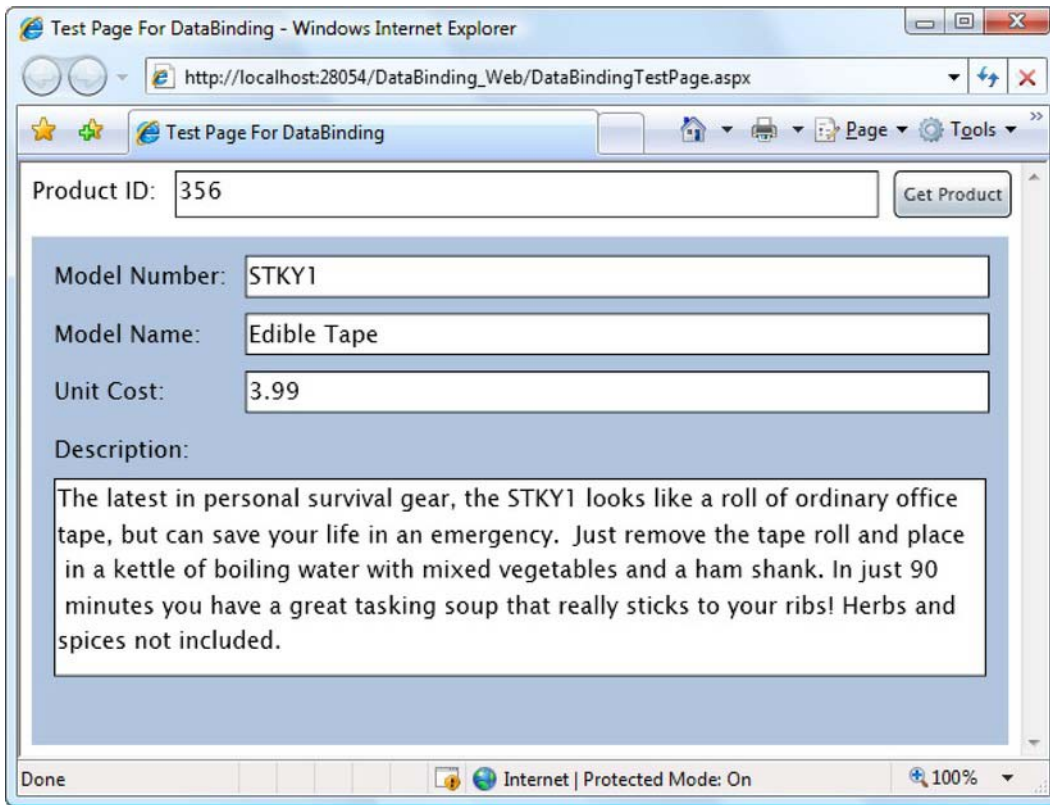 Test Page For DataBinding - Windows Internet Explorer
http://localhost:28054/DataBinding_Web/DataBindingTestPage.aspx
Test Page For DataBinding
Page
Tools
Product ID: 356 Get Product
Model Number: STKY1
Model Name: Edible Tape
Unit Cost: 3.99
Description:
The latest in personal survival gear, the STKY1 looks like a roll of ordinary office
tape, but can save your life in an emergency.  Just remove the tape roll and place
in a kettle of boiling water with mixed vegetables and a ham shank. In just 90
minutes you have a great tasking soup that really sticks to your ribs! Herbs and
spices not included.
Done Internet | Protected Mode: On 100%